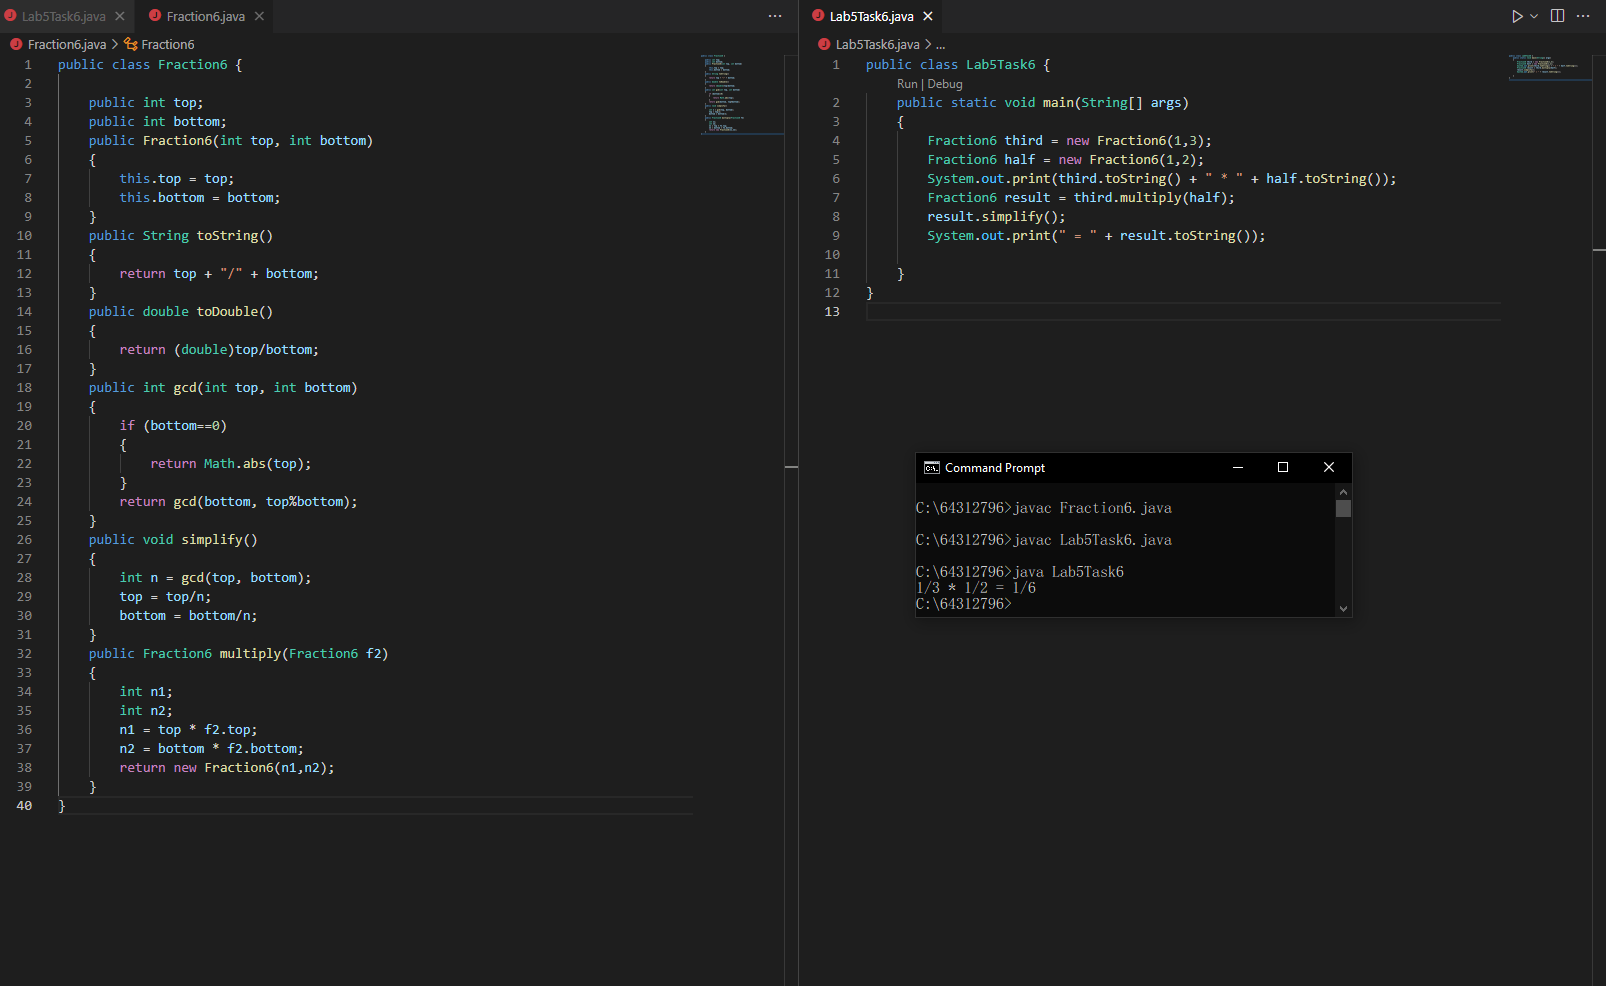 Lab5Task6.java
Fraction6.java
Fraction6.java > Fraction6
1 public class Fraction6 {
2
3 public int top;
4 public int bottom;
5 public Fraction6(int top, int bottom)
6 {
7 this.top = top;
8 this.bottom = bottom;
9 }
10 public String toString()
11 {
12 return top + "/" + bottom;
13 }
14 public double toDouble()
15 {
16 return (double)top/bottom;
17 }
18 public int gcd(int top, int bottom)
19 {
20 if (bottom==0)
21 {
22 return Math.abs(top);
23 }
24 return gcd(bottom, top%bottom);
25 }
26 public void simplify()
27 {
28 int n = gcd(top, bottom);
29 top = top/n;
30 bottom = bottom/n;
31 }
32 public Fraction6 multiply(Fraction6 f2)
33 {
34 int n1;
35 int n2;
36 n1 = top * f2.top;
37 n2 = bottom * f2.bottom;
38 return new Fraction6(n1,n2);
39 }
40 }
Lab5Task6.java
Lab5Task6.java > ...
1 public class Lab5Task6 {
Run | Debug
2 public static void main(String[] args)
3 {
4 Fraction6 third = new Fraction6(1,3);
5 Fraction6 half = new Fraction6(1,2);
6 System.out.print(third.toString() + " * " + half.toString());
7 Fraction6 result = third.multiply(half);
8 result.simplify();
9 System.out.print(" = " + result.toString());
10
11 }
12 }
13
Command Prompt
C:\64312796>javac Fraction6.java
C:\64312796>javac Lab5Task6.java
C:\64312796>java Lab5Task6
1/3 * 1/2 = 1/6
C:\64312796>